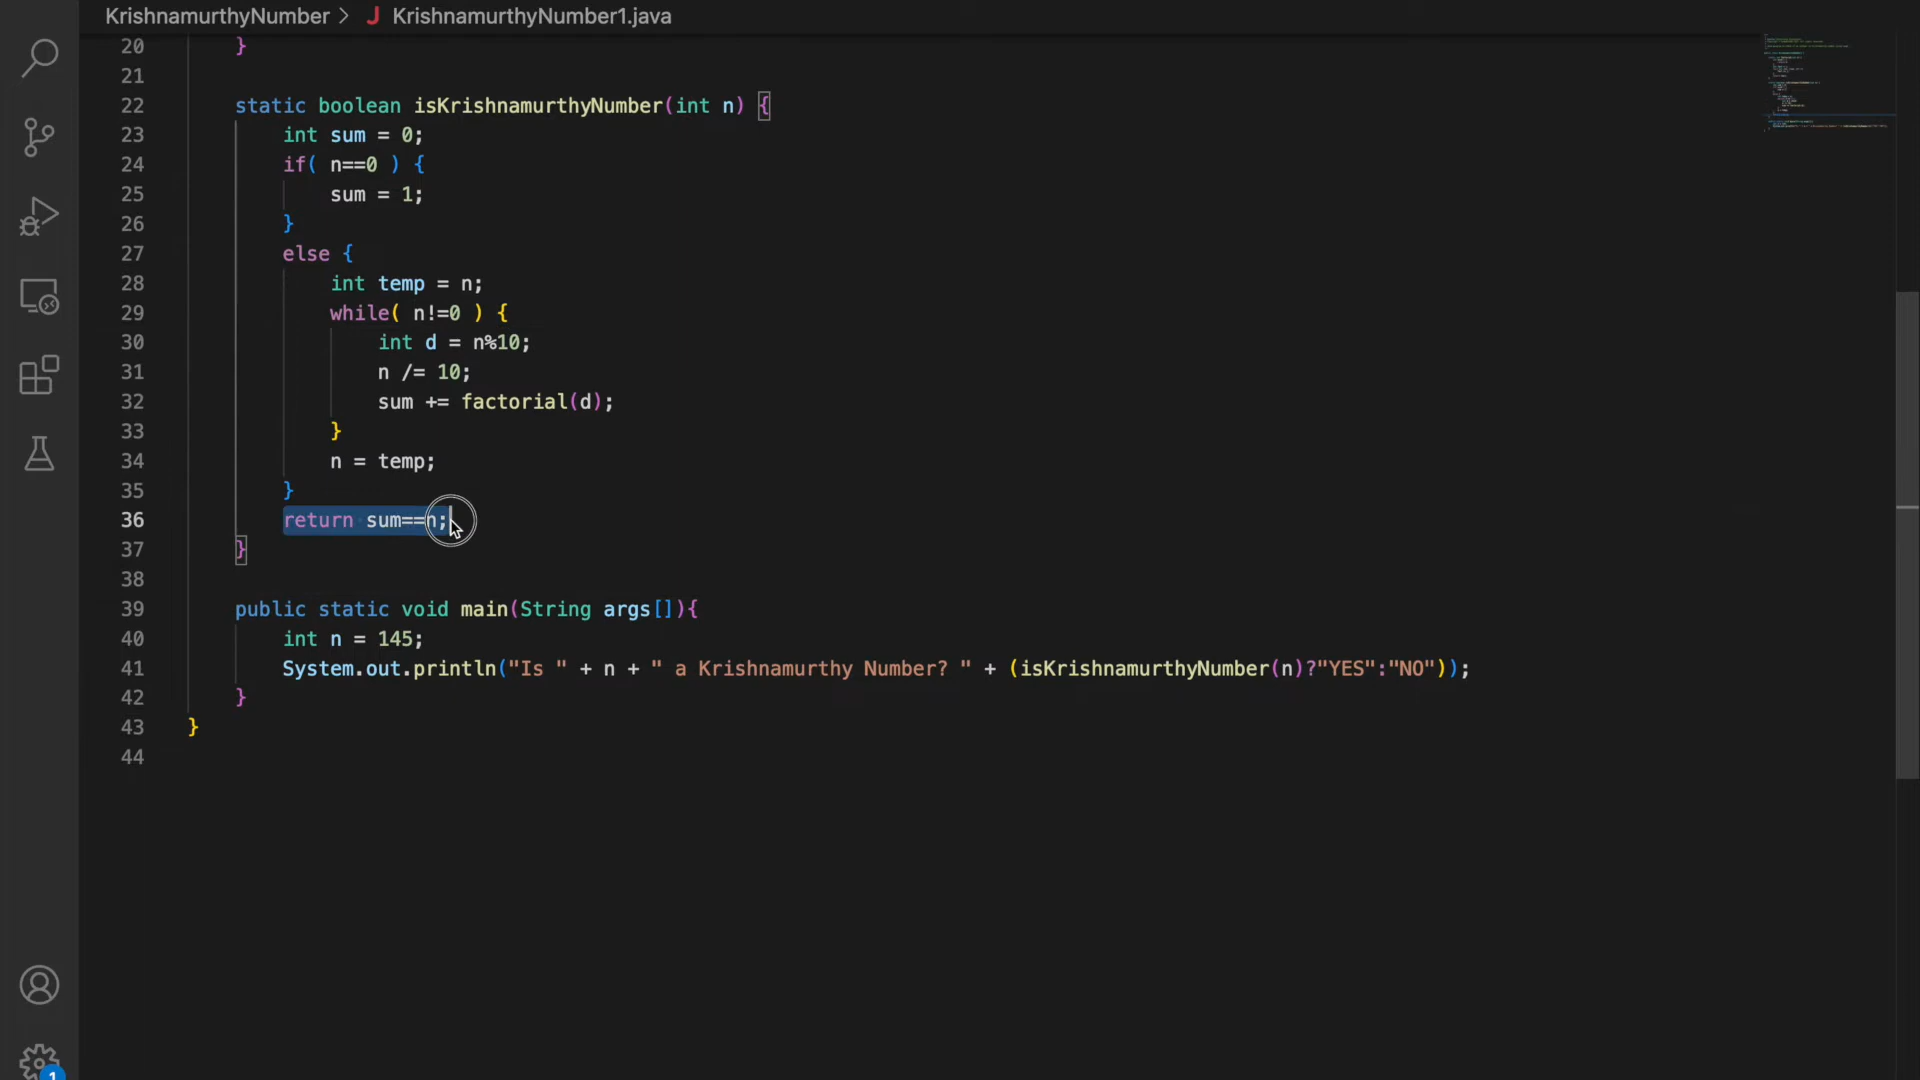 KrishnamurthyNumber > J KrishnamurthyNumber1.java
20 }
21
22 static boolean isKrishnamurthyNumber(int n) {
23 int sum = 0;
24 if( n==0 ) {
25 sum = 1;
26 }
27 else {
28 int temp = n;
29 while( n!=0 ) {
30 int d = n%10;
31 n /= 10;
32 sum += factorial(d);
33 }
34 n = temp;
35 }
36 return sum==n;
37 }
38
39 public static void main(String args[]){
40 int n = 145;
41 System.out.println("Is " + n + " a Krishnamurthy Number? " + (isKrishnamurthyNumber(n)?"YES":"NO"));
42 }
43 }
44
1